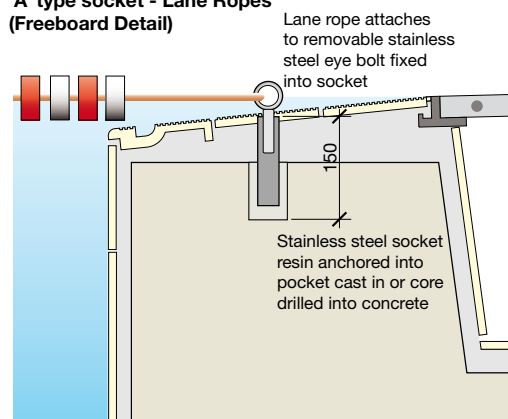 'A' type socket - Lane Ropes
(Freeboard Detail)
Lane rope attaches
to removable stainless
steel eye bolt fixed
into socket
150
Stainless steel socket
resin anchored into
pocket cast in or core
drilled into concrete